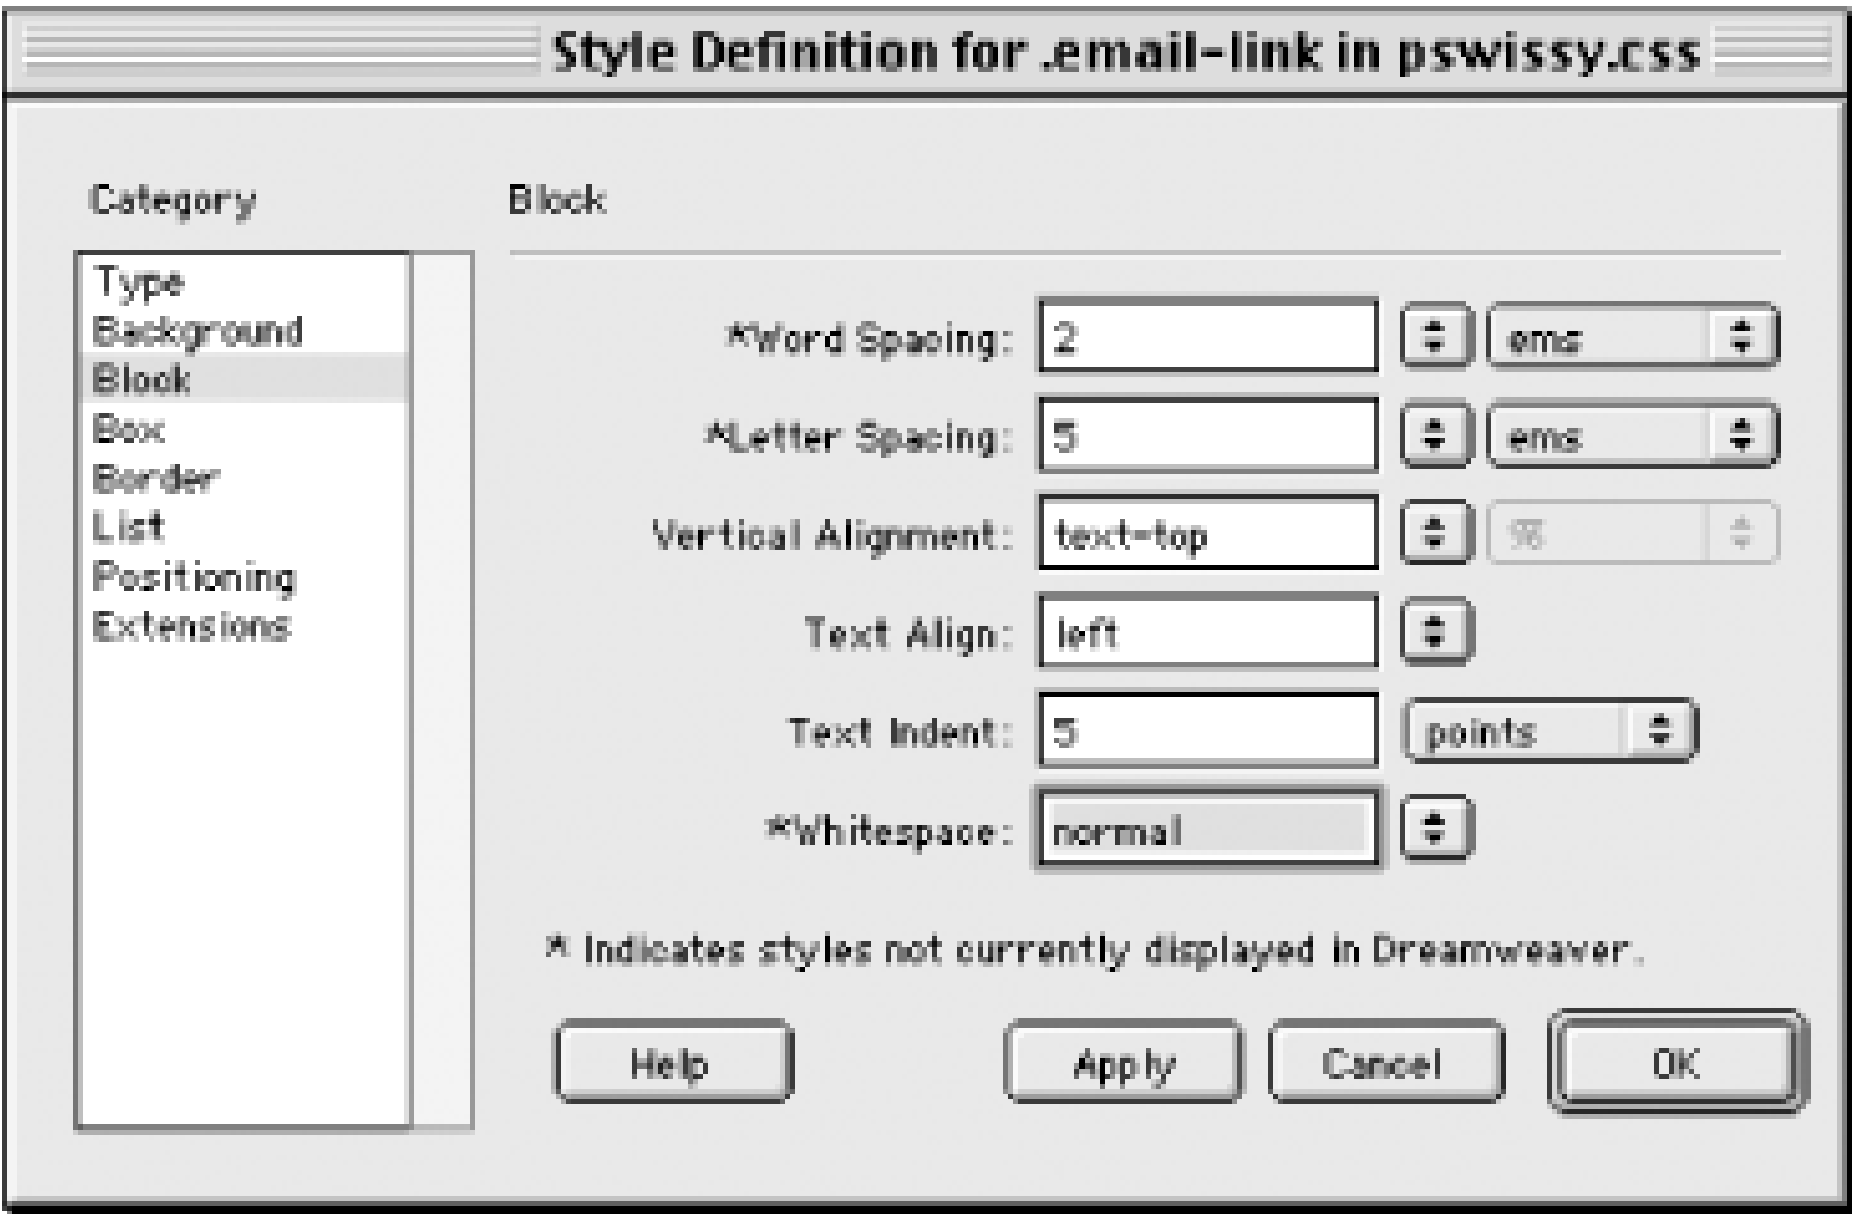 Style Definition for .email-link in pswissy.css
Category
Block
Type
Background
Block
Box
Border
List
Positioning
Extensions
*Word Spacing: 2 ems
*Letter Spacing: 5 ems
Vertical Alignment: text-top %
Text Align: left
Text Indent: 5 points
*Whitespace: normal
* Indicates styles not currently displayed in Dreamweaver.
Help Apply Cancel OK